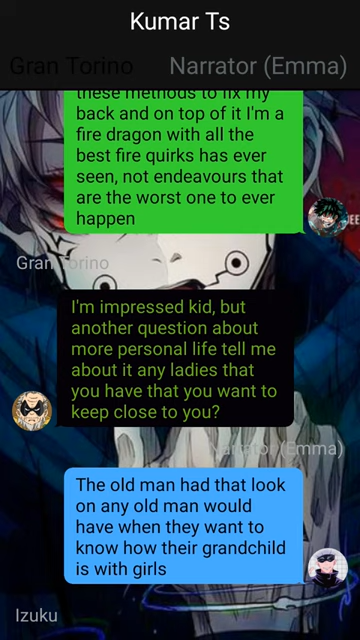 Kumar Ts
Gran Torino
Narrator (Emma)
these methods to fix my
back and on top of it I'm a
fire dragon with all the
best fire quirks has ever
seen, not endeavours that
are the worst one to ever
happen
Gran Torino
I'm impressed kid, but
another question about
more personal life tell me
about it any ladies that
you have that you want to
keep close to you?
Narrator (Emma)
The old man had that look
on any old man would
have when they want to
know how their grandchild
is with girls
Izuku